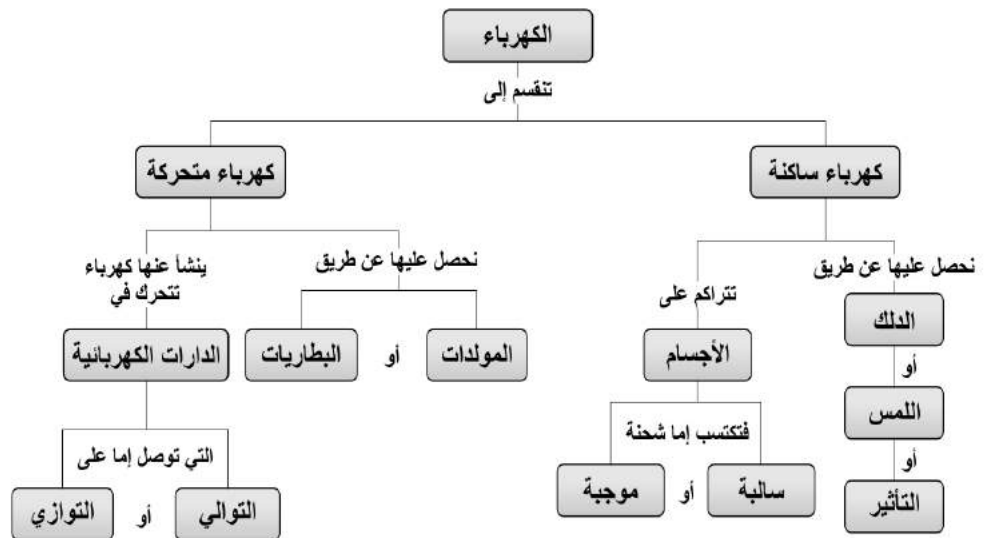 الكهرباء
تنقسم إلى
كهرباء ساكنة
كهرباء متحركة
نحصل عليها عن طريق
تتراكم على
نحصل عليها عن طريق
ينشأ عنها كهرباء
تتحرك في
الدلك
أو
اللمس
أو
التأثير
الأجسام
فتكتسب إما شحنة
سالبة أو موجبة
المولدات أو البطاريات
الدارات الكهربائية
التي توصل إما على
التوالي أو التوازي